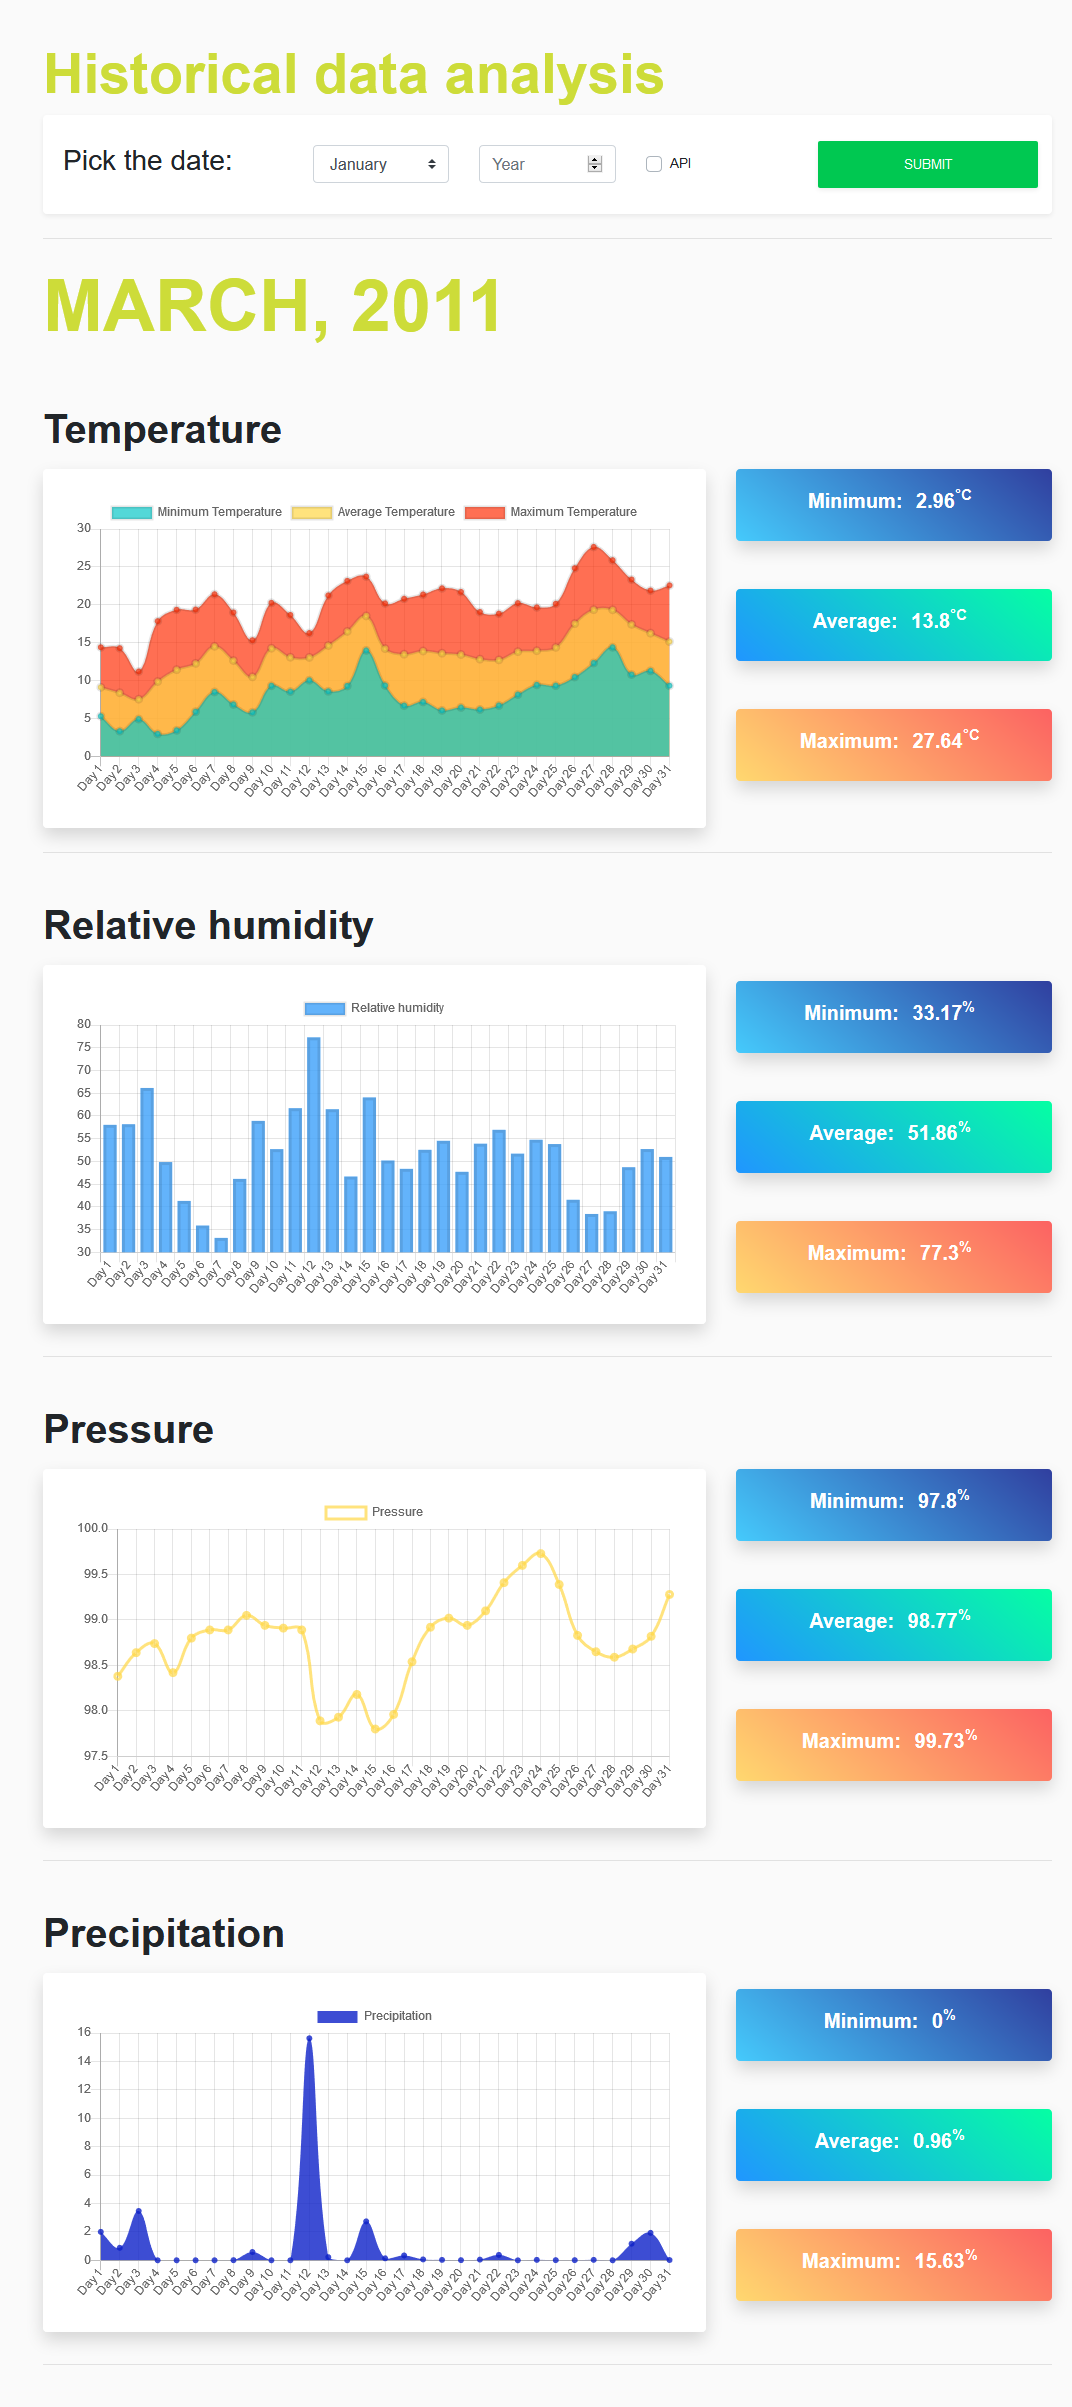 Historical data analysis
Pick the date: January Year API SUBMIT
MARCH, 2011
Temperature
Minimum Temperature Average Temperature Maximum Temperature
30
25
20
15
10
5
0
Day 1 Day 2 Day 3 Day 4 Day 5 Day 6 Day 7 Day 8 Day 9 Day 10 Day 11 Day 12 Day 13 Day 14 Day 15 Day 16 Day 17 Day 18 Day 19 Day 20 Day 21 Day 22 Day 23 Day 24 Day 25 Day 26 Day 27 Day 28 Day 29 Day 30 Day 31
Minimum: 2.96°C
Average: 13.8°C
Maximum: 27.64°C
Relative humidity
Relative humidity
80
75
70
65
60
55
50
45
40
35
30
Day 1 Day 2 Day 3 Day 4 Day 5 Day 6 Day 7 Day 8 Day 9 Day 10 Day 11 Day 12 Day 13 Day 14 Day 15 Day 16 Day 17 Day 18 Day 19 Day 20 Day 21 Day 22 Day 23 Day 24 Day 25 Day 26 Day 27 Day 28 Day 29 Day 30 Day 31
Minimum: 33.17%
Average: 51.86%
Maximum: 77.3%
Pressure
Pressure
100.0
99.5
99.0
98.5
98.0
97.5
Day 1 Day 2 Day 3 Day 4 Day 5 Day 6 Day 7 Day 8 Day 9 Day 10 Day 11 Day 12 Day 13 Day 14 Day 15 Day 16 Day 17 Day 18 Day 19 Day 20 Day 21 Day 22 Day 23 Day 24 Day 25 Day 26 Day 27 Day 28 Day 29 Day 30 Day 31
Minimum: 97.8%
Average: 98.77%
Maximum: 99.73%
Precipitation
Precipitation
16
14
12
10
8
6
4
2
0
Day 1 Day 2 Day 3 Day 4 Day 5 Day 6 Day 7 Day 8 Day 9 Day 10 Day 11 Day 12 Day 13 Day 14 Day 15 Day 16 Day 17 Day 18 Day 19 Day 20 Day 21 Day 22 Day 23 Day 24 Day 25 Day 26 Day 27 Day 28 Day 29 Day 30 Day 31
Minimum: 0%
Average: 0.96%
Maximum: 15.63%